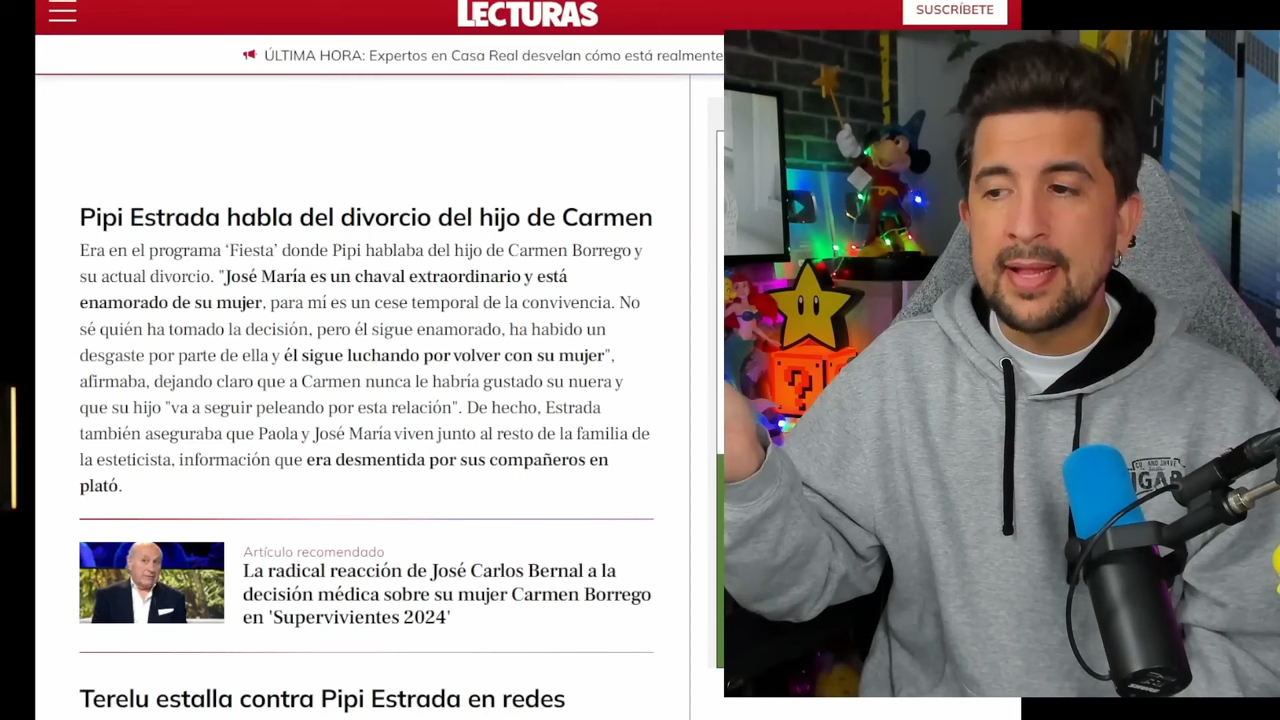 LECTURAS
SUSCRÍBETE
ÚLTIMA HORA: Expertos en Casa Real desvelan cómo está realmente
Pipi Estrada habla del divorcio del hijo de Carmen
Era en el programa ‘Fiesta’ donde Pipi hablaba del hijo de Carmen Borrego y
su actual divorcio. "José María es un chaval extraordinario y está
enamorado de su mujer, para mí es un cese temporal de la convivencia. No
sé quién ha tomado la decisión, pero él sigue enamorado, ha habido un
desgaste por parte de ella y él sigue luchando por volver con su mujer",
afirmaba, dejando claro que a Carmen nunca le habría gustado su nuera y
que su hijo "va a seguir peleando por esta relación". De hecho, Estrada
también aseguraba que Paola y José María viven junto al resto de la familia de
la esteticista, información que era desmentida por sus compañeros en
plató.
Artículo recomendado
La radical reacción de José Carlos Bernal a la
decisión médica sobre su mujer Carmen Borrego
en 'Supervivientes 2024'
Terelu estalla contra Pipi Estrada en redes